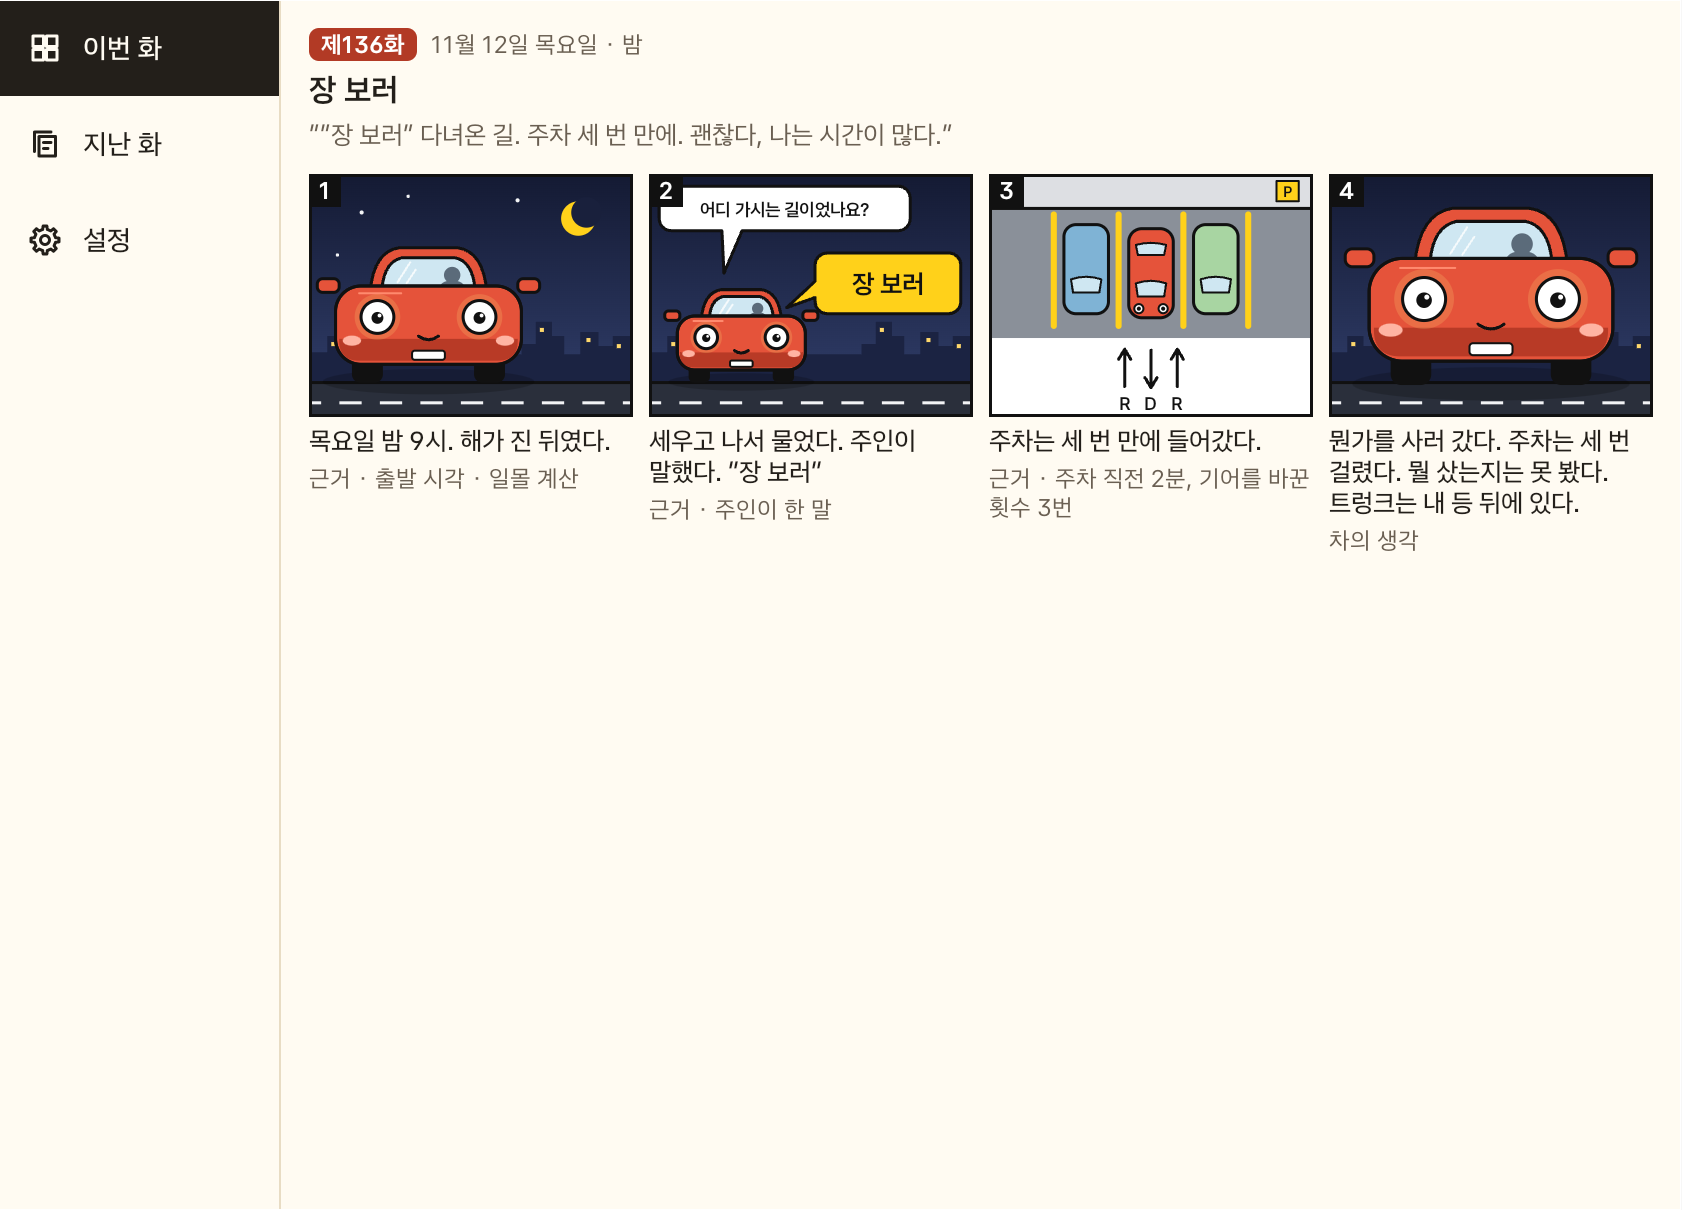 이번 화
지난 화
설정
제136화 11월 12일 목요일 · 밤
장 보러
““장 보러” 다녀온 길. 주차 세 번 만에. 괜찮다, 나는 시간이 많다.”
1
목요일 밤 9시. 해가 진 뒤였다.
근거 · 출발 시각 · 일몰 계산
2
어디 가시는 길이었나요?
장 보러
세우고 나서 물었다. 주인이
말했다. “장 보러”
근거 · 주인이 한 말
3
P
R D R
주차는 세 번 만에 들어갔다.
근거 · 주차 직전 2분, 기어를 바꾼
횟수 3번
4
뭔가를 사러 갔다. 주차는 세 번
걸렸다. 뭘 샀는지는 못 봤다.
트렁크는 내 등 뒤에 있다.
차의 생각